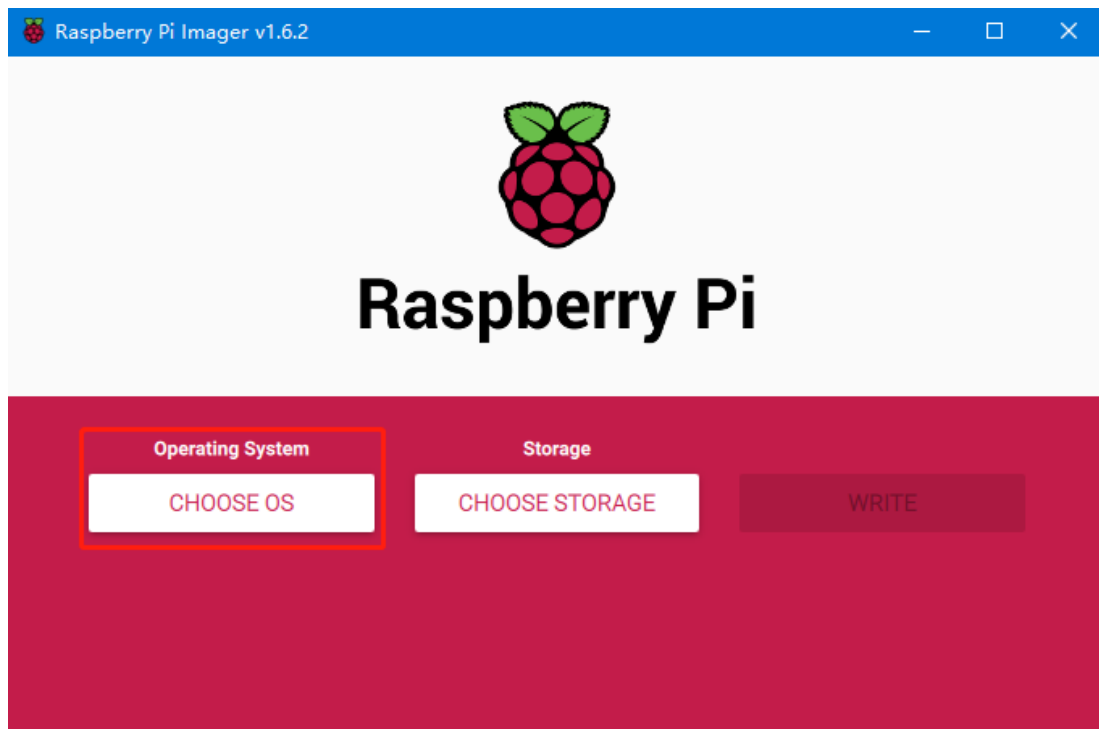 Raspberry Pi Imager v1.6.2
Raspberry Pi
Operating System
Storage
CHOOSE OS
CHOOSE STORAGE
WRITE